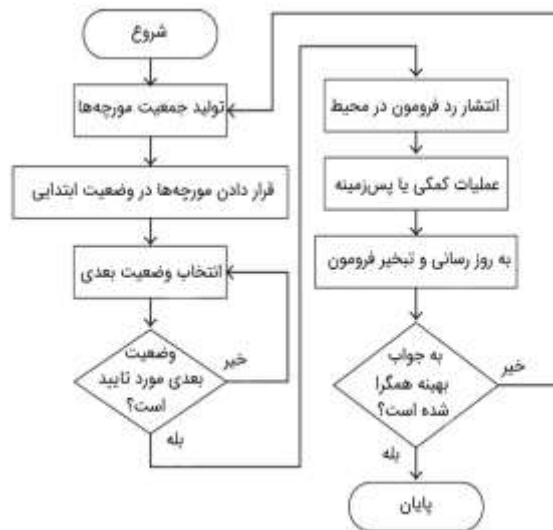 شروع
تولید جمعیت مورچه‌ها
قرار دادن مورچه‌ها در وضعیت ابتدایی
انتخاب وضعیت بعدی
وضعیت
بعدی مورد تایید
است؟
خیر
بله
انتشار رد فرومون در محیط
عملیات کمکی یا پس‌زمینه
به روز رسانی و تبخیر فرومون
به جواب
بهینه همگرا
شده است؟
خیر
بله
پایان